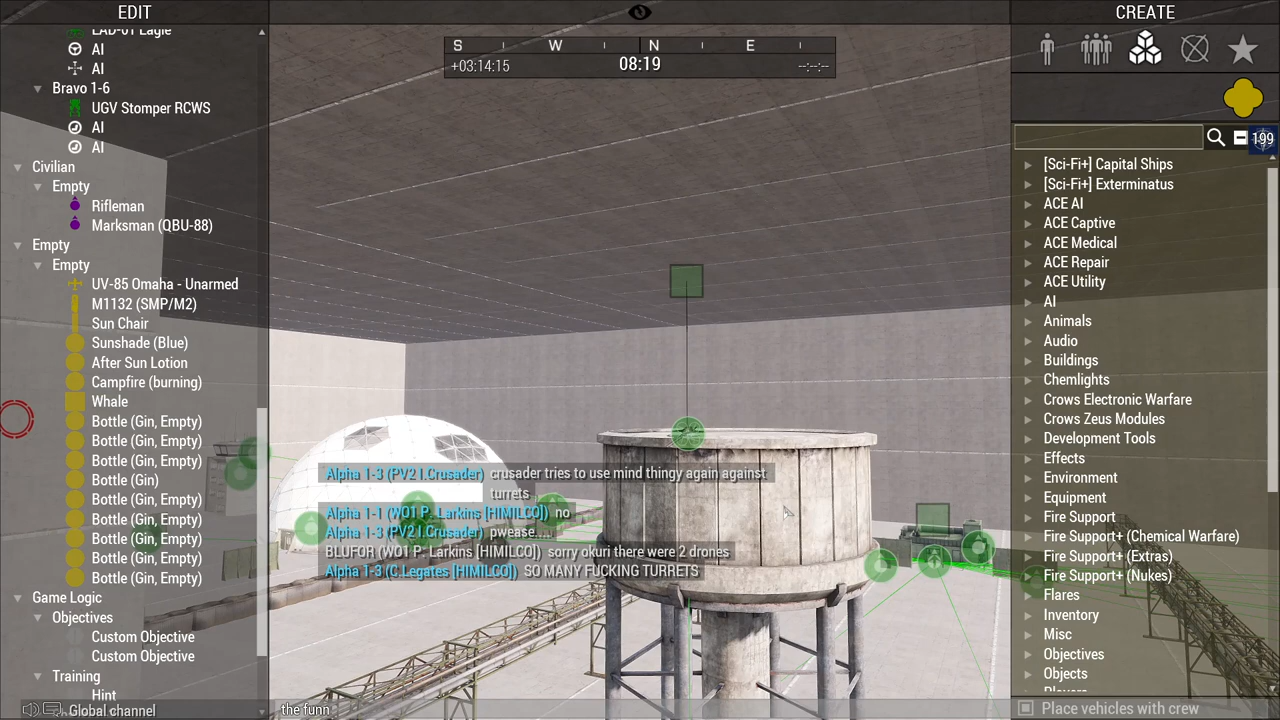 EDIT
LAD-01 Eagle
AI
AI
Bravo 1-6
UGV Stomper RCWS
AI
AI
Civilian
Empty
Rifleman
Marksman (QBU-88)
Empty
Empty
UV-85 Omaha - Unarmed
M1132 (SMP/M2)
Sun Chair
Sunshade (Blue)
After Sun Lotion
Campfire (burning)
Whale
Bottle (Gin, Empty)
Bottle (Gin, Empty)
Bottle (Gin, Empty)
Bottle (Gin)
Bottle (Gin, Empty)
Bottle (Gin, Empty)
Bottle (Gin, Empty)
Bottle (Gin, Empty)
Bottle (Gin, Empty)
Game Logic
Objectives
Custom Objective
Custom Objective
Training
Hint
Global channel
S W N E
+03:14:15 08:19 --:--:--
Alpha 1-3 (PV2 I.Crusader) crusader tries to use mind thingy again against
turrets
Alpha 1-1 (WO1 P. Larkins [HIMILCO]) no
Alpha 1-3 (PV2 I.Crusader) pwease....
BLUFOR (WO1 P. Larkins [HIMILCO]) sorry okuri there were 2 drones
Alpha 1-3 (C.Legates [HIMILCO]) SO MANY FUCKING TURRETS
the funn
CREATE
199
[Sci-Fi+] Capital Ships
[Sci-Fi+] Exterminatus
ACE AI
ACE Captive
ACE Medical
ACE Repair
ACE Utility
AI
Animals
Audio
Buildings
Chemlights
Crows Electronic Warfare
Crows Zeus Modules
Development Tools
Effects
Environment
Equipment
Fire Support
Fire Support+ (Chemical Warfare)
Fire Support+ (Extras)
Fire Support+ (Nukes)
Flares
Inventory
Misc
Objectives
Objects
Players
Place vehicles with crew